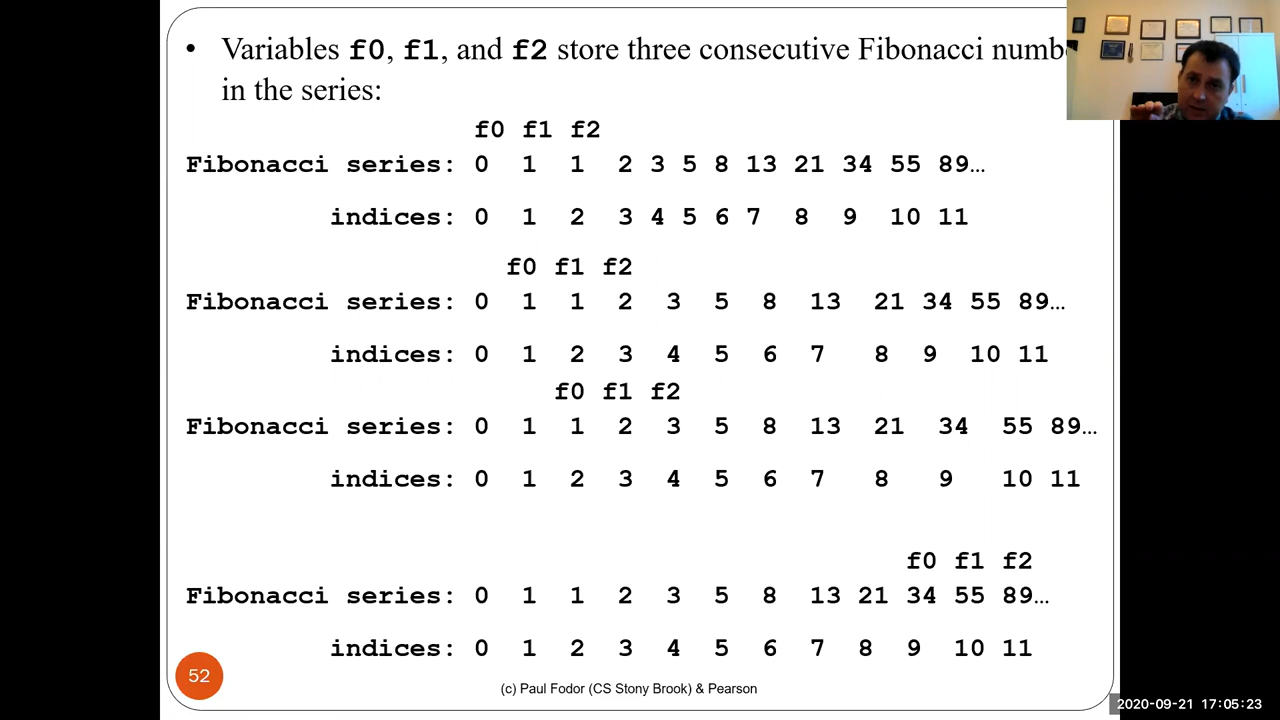 • Variables f0, f1, and f2 store three consecutive Fibonacci
in the series:
f0 f1 f2
Fibonacci series: 0 1 1 2 3 5 8 13 21 34 55 89…
indices: 0 1 2 3 4 5 6 7 8 9 10 11
f0 f1 f2
Fibonacci series: 0 1 1 2 3 5 8 13 21 34 55 89…
indices: 0 1 2 3 4 5 6 7 8 9 10 11
f0 f1 f2
Fibonacci series: 0 1 1 2 3 5 8 13 21 34 55 89…
indices: 0 1 2 3 4 5 6 7 8 9 10 11
f0 f1 f2
Fibonacci series: 0 1 1 2 3 5 8 13 21 34 55 89…
indices: 0 1 2 3 4 5 6 7 8 9 10 11
52
(c) Paul Fodor (CS Stony Brook) & Pearson
2020-09-21 17:05:23